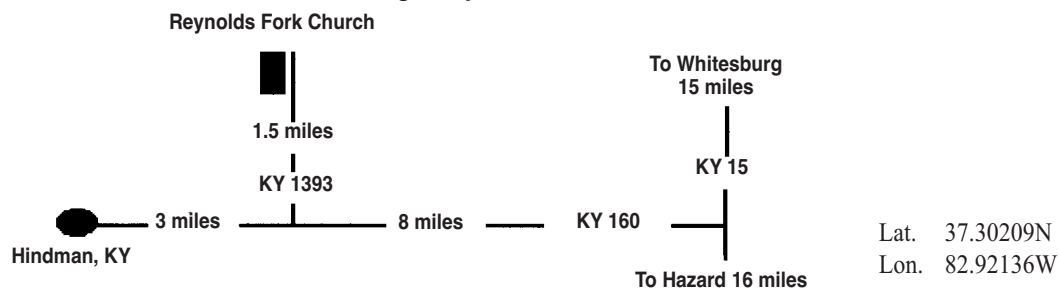 Reynolds Fork Church
To Whitesburg
15 miles
1.5 miles
KY 15
KY 1393
3 miles
8 miles
KY 160
Hindman, KY
To Hazard 16 miles
Lat. 37.30209N
Lon. 82.92136W